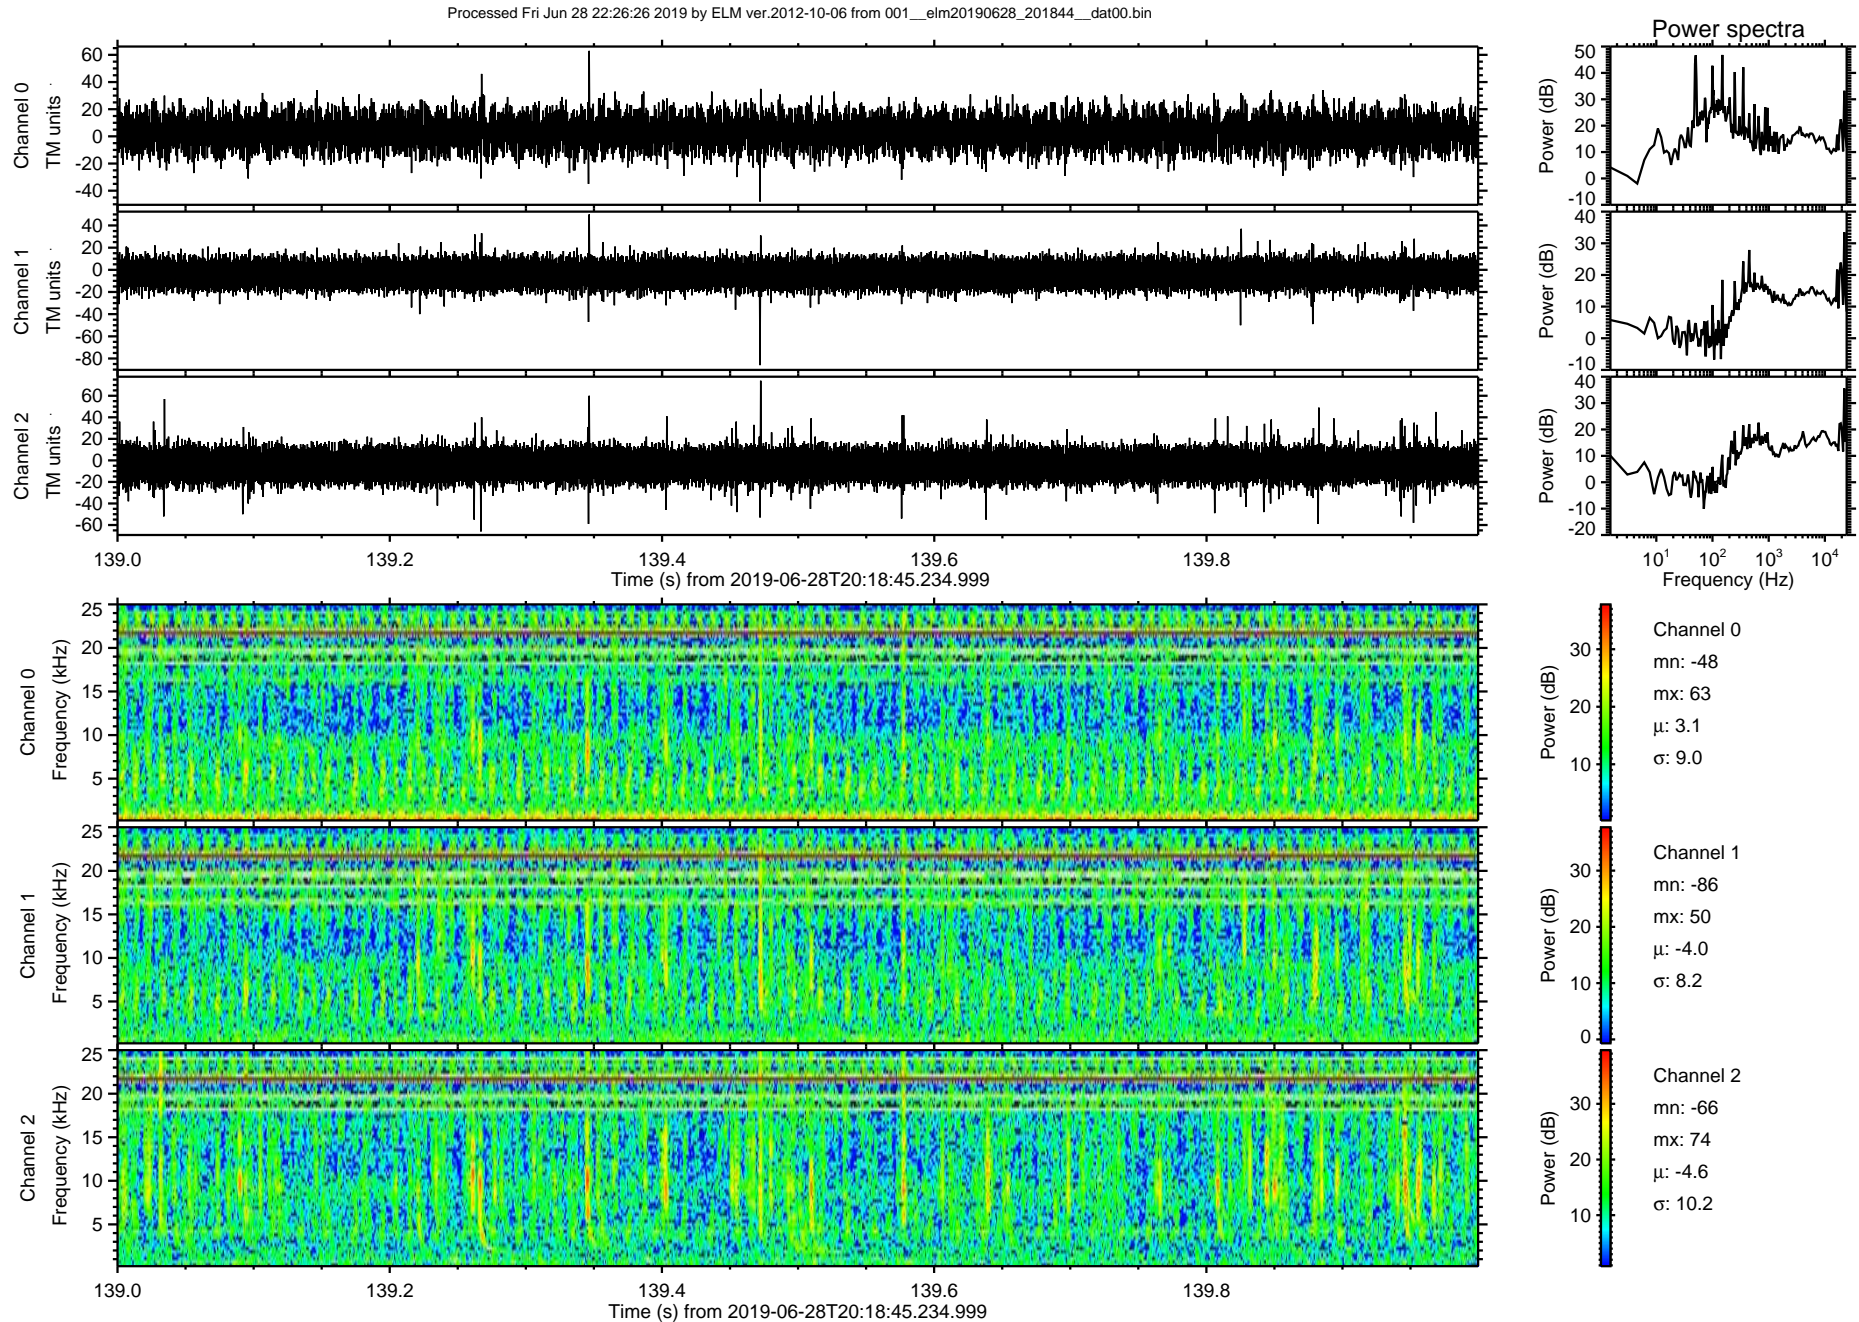 Processed Fri Jun 28 22:26:26 2019 by ELM ver.2012-10-06 from 001__elm20190628_201844__dat00.bin
Power spectra
Channel 0
TM units
60
40
20
0
-20
-40
Power (dB)
50
40
30
20
10
0
-10
Channel 1
TM units
40
20
0
-20
-40
-60
-80
Power (dB)
40
30
20
10
0
-10
Channel 2
TM units
60
40
20
0
-20
-40
-60
Power (dB)
40
30
20
10
0
-10
-20
139.0 139.2 139.4 139.6 139.8
Time (s) from 2019-06-28T20:18:45.234.999
10^1 10^2 10^3 10^4
Frequency (Hz)
Channel 0
Frequency (kHz)
25
20
15
10
5
Power (dB)
30
20
10
Channel 0
mn: -48
mx: 63
μ: 3.1
σ: 9.0
Channel 1
Frequency (kHz)
25
20
15
10
5
Power (dB)
30
20
10
0
Channel 1
mn: -86
mx: 50
μ: -4.0
σ: 8.2
Channel 2
Frequency (kHz)
25
20
15
10
5
Power (dB)
30
20
10
Channel 2
mn: -66
mx: 74
μ: -4.6
σ: 10.2
139.0 139.2 139.4 139.6 139.8
Time (s) from 2019-06-28T20:18:45.234.999